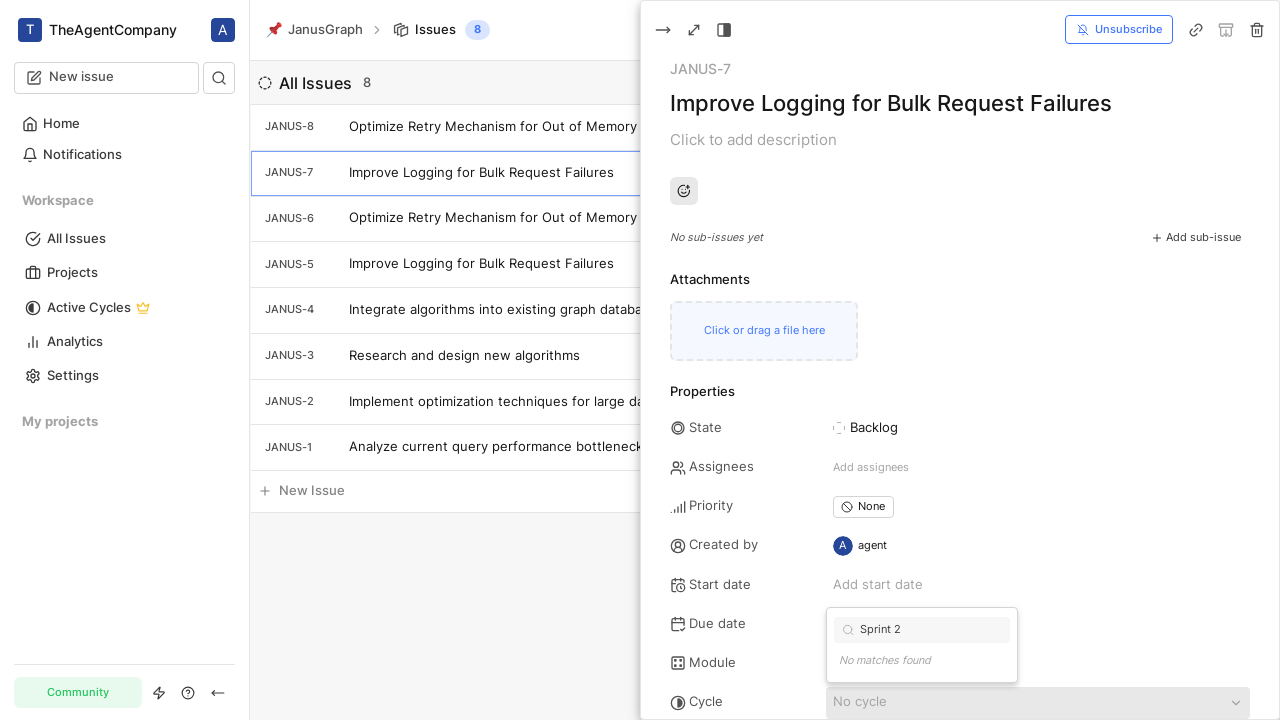 T TheAgentCompany A
New issue
Home
Notifications
Workspace
All Issues
Projects
Active Cycles
Analytics
Settings
My projects
Community
JanusGraph
Issues 8
All Issues 8
JANUS-8 Optimize Retry Mechanism for Out of Memory
JANUS-7 Improve Logging for Bulk Request Failures
JANUS-6 Optimize Retry Mechanism for Out of Memory
JANUS-5 Improve Logging for Bulk Request Failures
JANUS-4 Integrate algorithms into existing graph databa
JANUS-3 Research and design new algorithms
JANUS-2 Implement optimization techniques for large da
JANUS-1 Analyze current query performance bottleneck
New Issue
Unsubscribe
JANUS-7
Improve Logging for Bulk Request Failures
Click to add description
No sub-issues yet
Add sub-issue
Attachments
Click or drag a file here
Properties
State Backlog
Assignees Add assignees
Priority None
Created by A agent
Start date Add start date
Due date
Sprint 2
No matches found
Module
Cycle No cycle